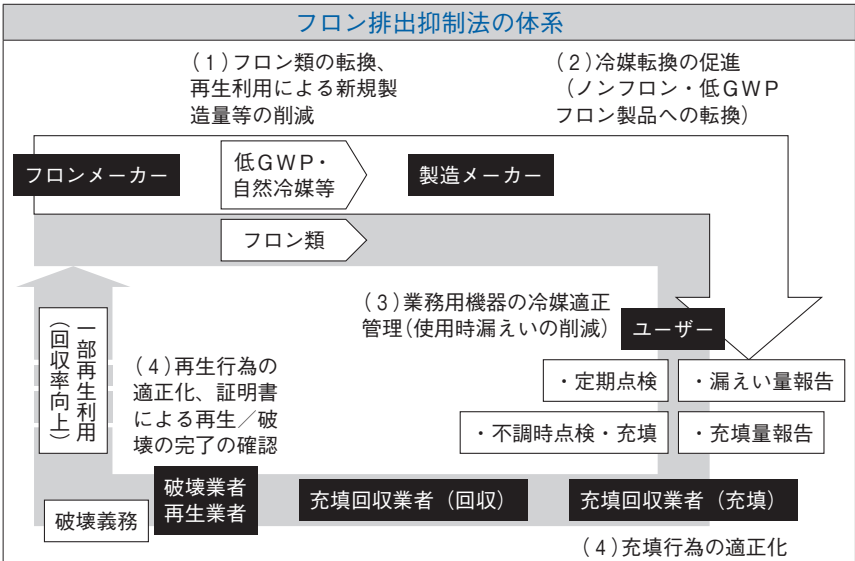 フロン排出抑制法の体系
(1)フロン類の転換、
再生利用による新規製
造量等の削減
(2)冷媒転換の促進
(ノンフロン・低GWP
フロン製品への転換)
フロンメーカー
低GWP・
自然冷媒等
製造メーカー
フロン類
(3)業務用機器の冷媒適正
管理(使用時漏えいの削減)
ユーザー
・定期点検
・漏えい量報告
・不調時点検・充填
・充填量報告
一部再生利用
(回収率向上)
(4)再生行為の
適正化、証明書
による再生/破
壊の完了の確認
破壊義務
破壊業者
再生業者
充填回収業者(回収)
充填回収業者(充填)
(4)充填行為の適正化